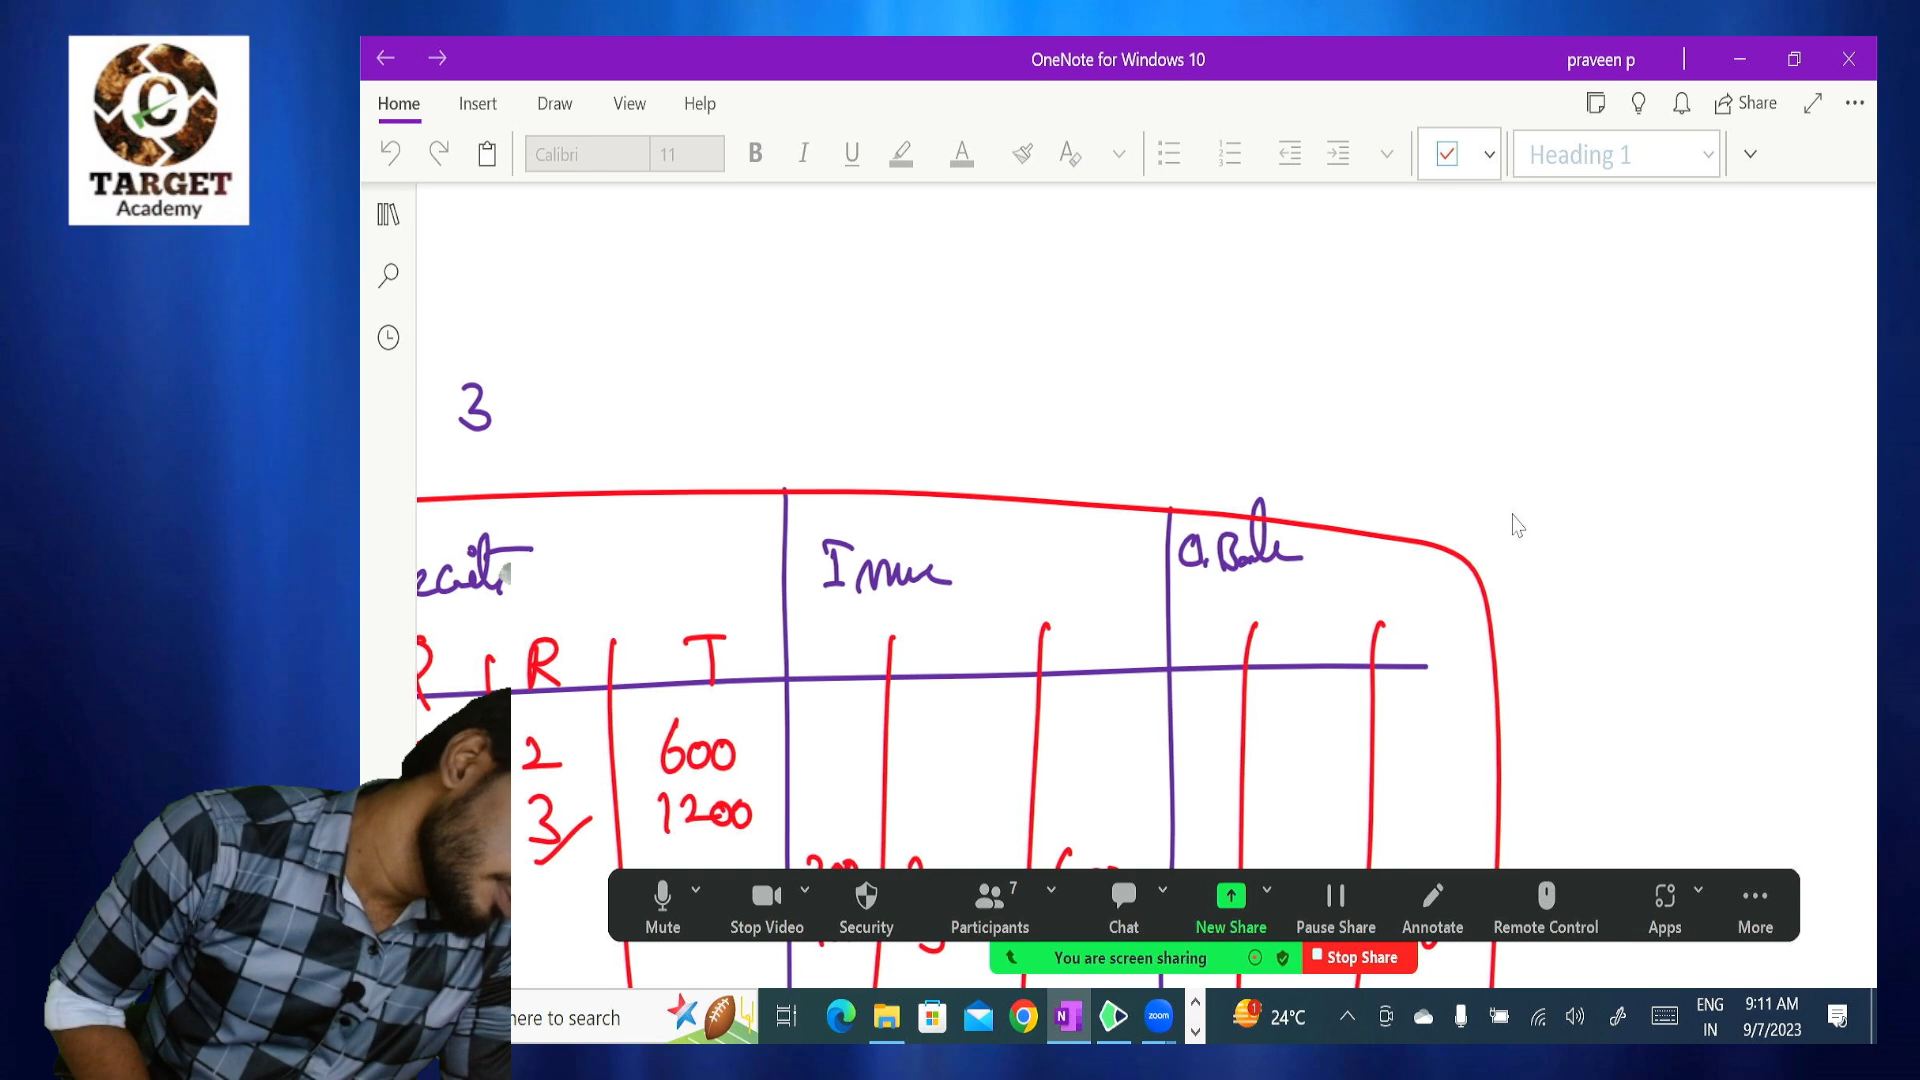 TARGET
Academy
OneNote for Windows 10
praveen p
Home Insert Draw View Help
Share
Calibri 11
B I U A
Heading 1
3
R R T
2 600
3 1200
Mute
Stop Video
Security
7
Participants
Chat
New Share
Pause Share
Annotate
Remote Control
Apps
More
You are screen sharing
Stop Share
here to search
zoom
24°C
ENG
IN
9:11 AM
9/7/2023